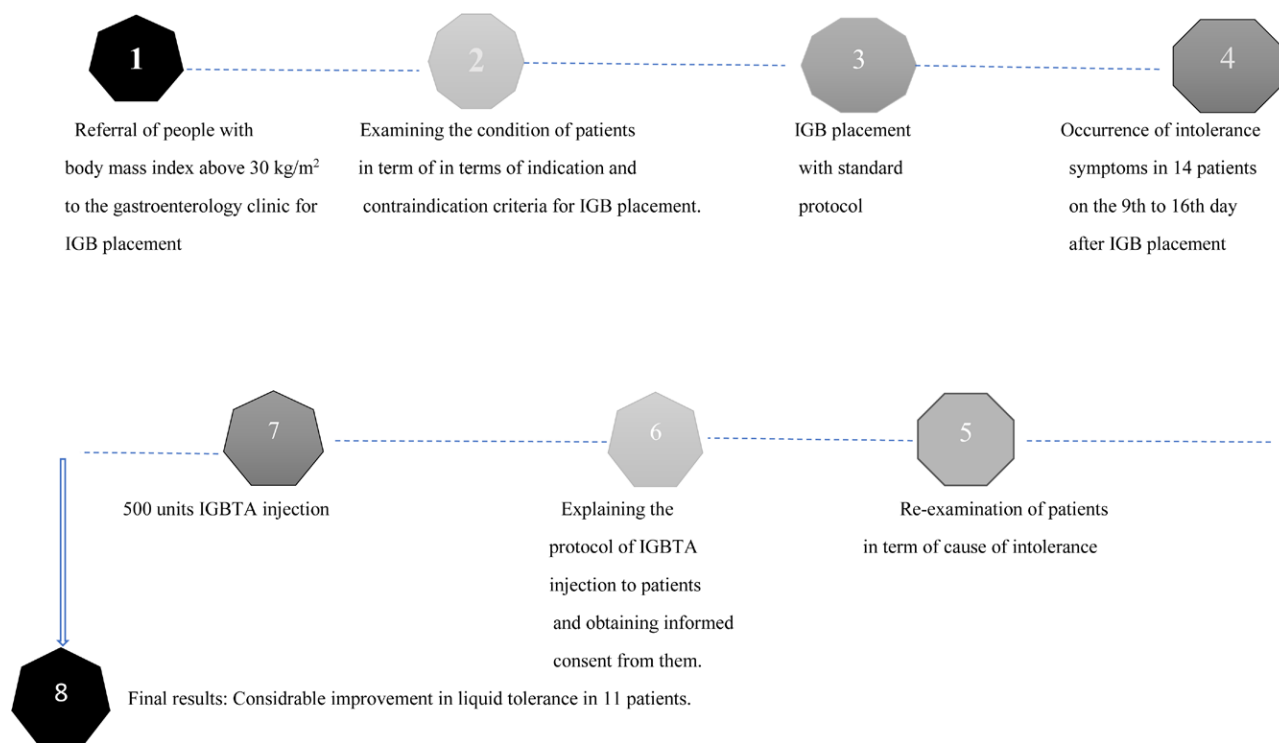 1
Referral of people with
body mass index above 30 kg/m²
to the gastroenterology clinic for
IGB placement
2
Examining the condition of patients
in term of in terms of indication and
contraindication criteria for IGB placement.
3
IGB placement
with standard
protocol
4
Occurrence of intolerance
symptoms in 14 patients
on the 9th to 16th day
after IGB placement
5
Re-examination of patients
in term of cause of intolerance
6
Explaining the
protocol of IGBTA
injection to patients
and obtaining informed
consent from them.
7
500 units IGBTA injection
8
Final results: Considrable improvement in liquid tolerance in 11 patients.